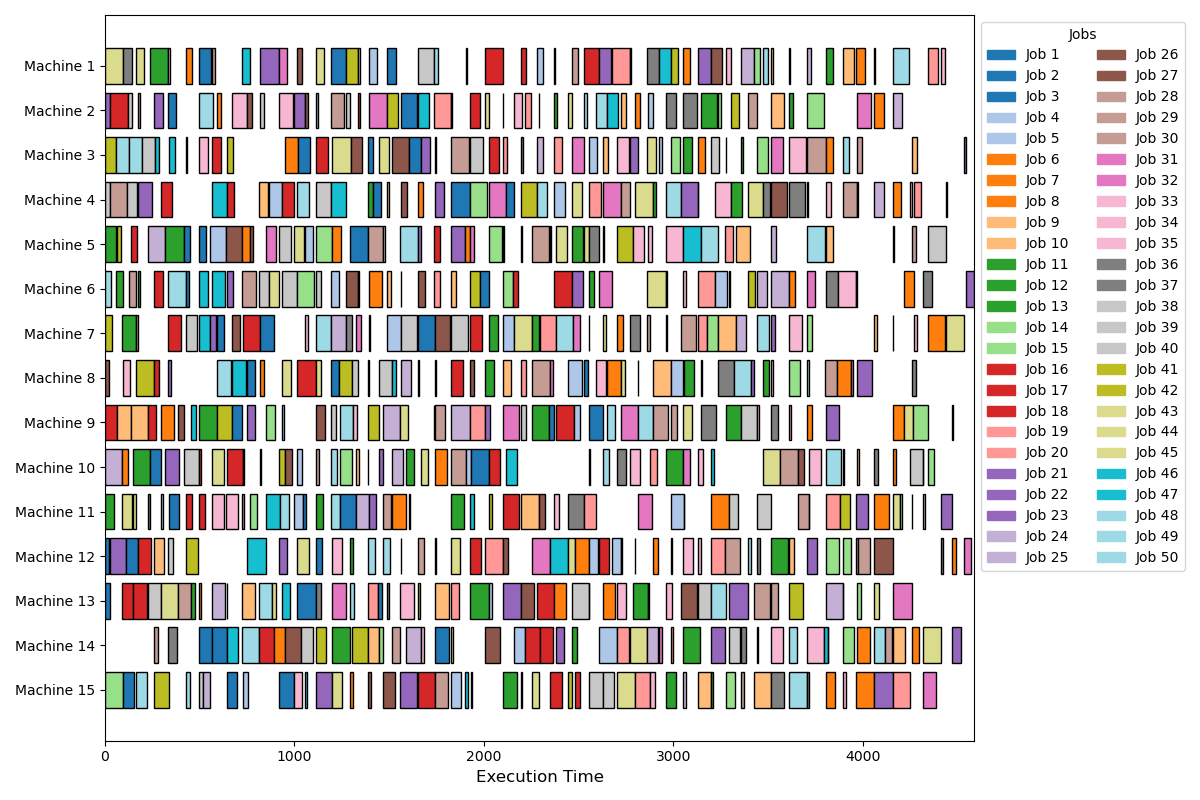 Machine 1
Machine 2
Machine 3
Machine 4
Machine 5
Machine 6
Machine 7
Machine 8
Machine 9
Machine 10
Machine 11
Machine 12
Machine 13
Machine 14
Machine 15
0 1000 2000 3000 4000
Execution Time
Jobs
Job 1
Job 2
Job 3
Job 4
Job 5
Job 6
Job 7
Job 8
Job 9
Job 10
Job 11
Job 12
Job 13
Job 14
Job 15
Job 16
Job 17
Job 18
Job 19
Job 20
Job 21
Job 22
Job 23
Job 24
Job 25
Job 26
Job 27
Job 28
Job 29
Job 30
Job 31
Job 32
Job 33
Job 34
Job 35
Job 36
Job 37
Job 38
Job 39
Job 40
Job 41
Job 42
Job 43
Job 44
Job 45
Job 46
Job 47
Job 48
Job 49
Job 50